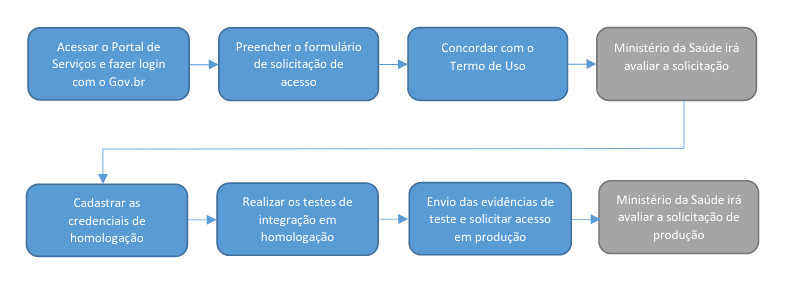 Acessar o Portal de
Serviços e fazer login
com o Gov.br
Preencher o formulário
de solicitação de
acesso
Concordar com o
Termo de Uso
Ministério da Saúde irá
avaliar a solicitação
Cadastrar as
credenciais de
homologação
Realizar os testes de
integração em
homologação
Envio das evidências de
teste e solicitar acesso
em produção
Ministério da Saúde irá
avaliar a solicitação de
produção